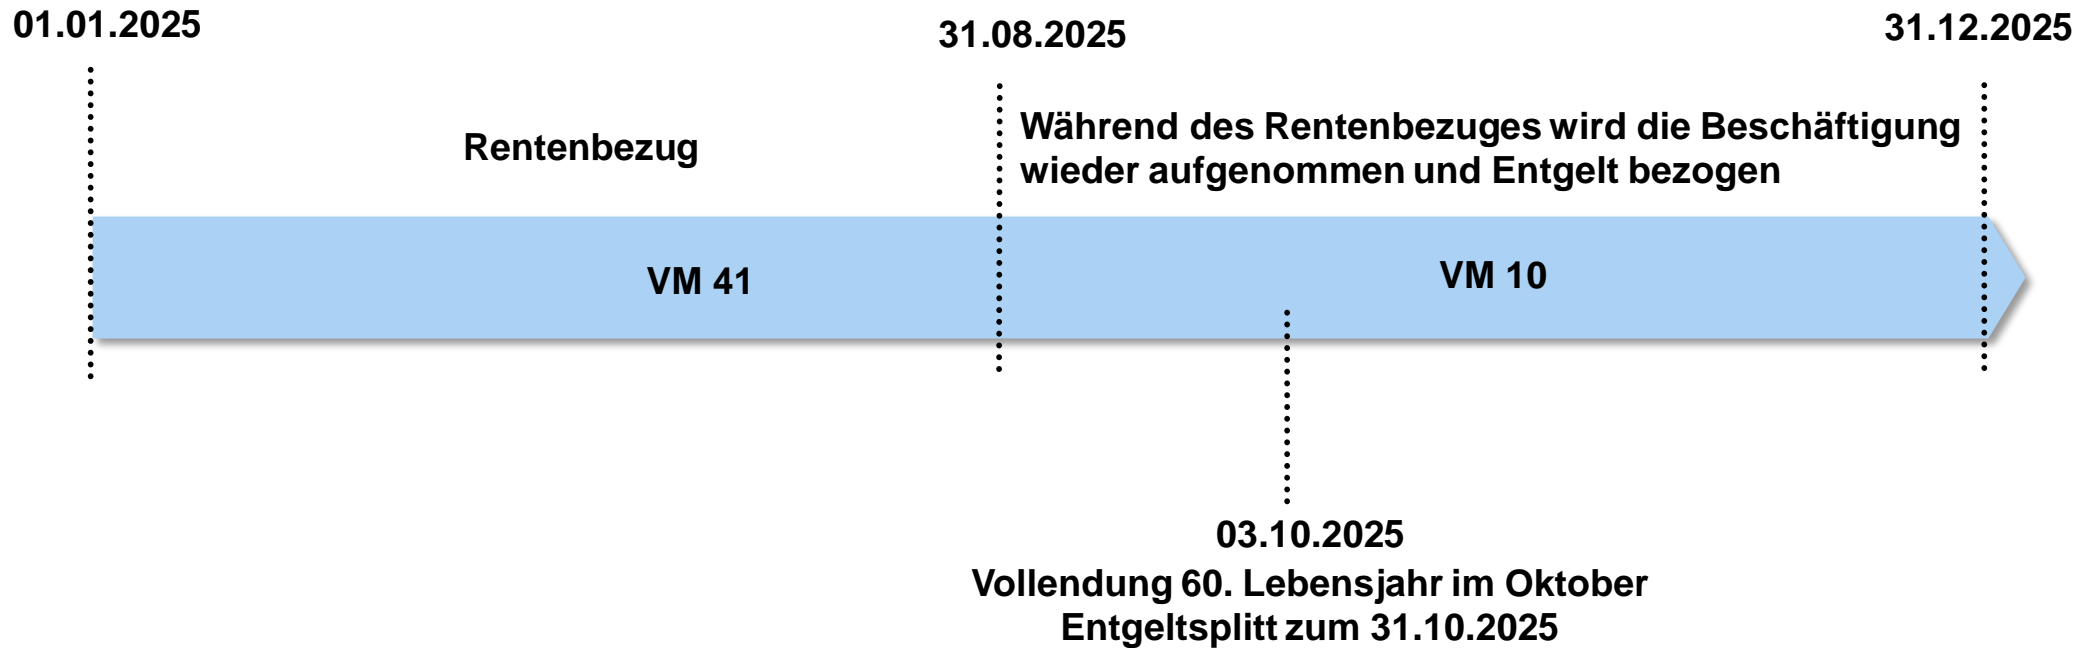 01.01.2025
31.08.2025
31.12.2025
Rentenbezug
Während des Rentenbezuges wird die Beschäftigung
wieder aufgenommen und Entgelt bezogen
VM 41
VM 10
03.10.2025
Vollendung 60. Lebensjahr im Oktober
Entgeltsplitt zum 31.10.2025